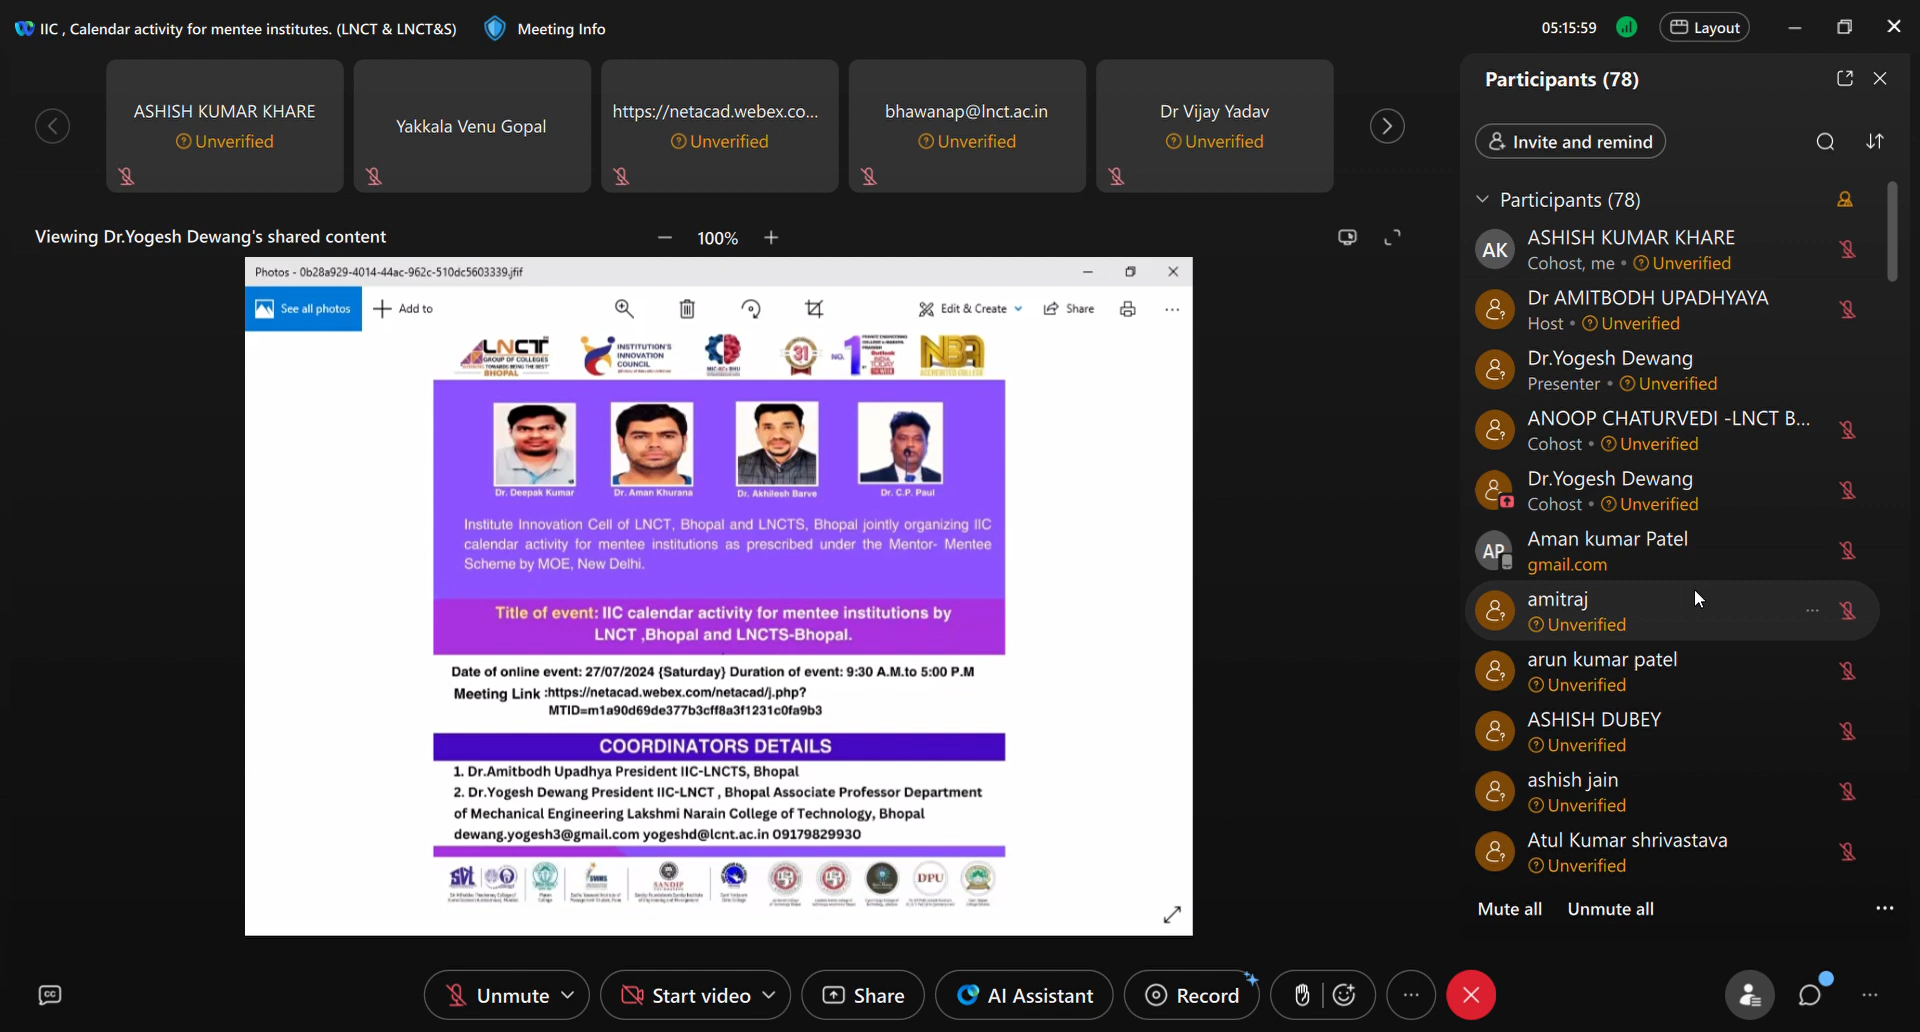 IIC , Calendar activity for mentee institutes. (LNCT & LNCT&S)
Meeting Info
05:15:59
Layout
ASHISH KUMAR KHARE
Unverified
Yakkala Venu Gopal
https://netacad.webex.co...
Unverified
bhawanap@lnct.ac.in
Unverified
Dr Vijay Yadav
Unverified
Viewing Dr.Yogesh Dewang's shared content
100%
Photos - 0b28a929-4014-44ac-962c-510dc5603339.jfif
See all photos
Add to
Edit & Create
Share
LNCT
GROUP OF COLLEGES
BHOPAL
INSTITUTION'S
INNOVATION
COUNCIL
31
NO.1
NBA
ACCREDITED COLLEGE
Dr. Deepak Kumar
Dr. Aman Khurana
Dr. Akhilesh Barve
Dr. C.P. Paul
Institute Innovation Cell of LNCT, Bhopal and LNCTS, Bhopal jointly organizing IIC
calendar activity for mentee institutions as prescribed under the Mentor- Mentee
Scheme by MOE, New Delhi.
Title of event: IIC calendar activity for mentee institutions by
LNCT ,Bhopal and LNCTS-Bhopal.
Date of online event: 27/07/2024 {Saturday} Duration of event: 9:30 A.M.to 5:00 P.M
Meeting Link :https://netacad.webex.com/netacad/j.php?
MTID=m1a90d69de377b3cff8a3f1231c0fa9b3
COORDINATORS DETAILS
1. Dr.Amitbodh Upadhya President IIC-LNCTS, Bhopal
2. Dr.Yogesh Dewang President IIC-LNCT , Bhopal Associate Professor Department
of Mechanical Engineering Lakshmi Narain College of Technology, Bhopal
dewang.yogesh3@gmail.com yogeshd@lcnt.ac.in 09179829930
SANDIP
DPU
Participants (78)
Invite and remind
Participants (78)
AK
ASHISH KUMAR KHARE
Cohost, me • Unverified
Dr AMITBODH UPADHYAYA
Host • Unverified
Dr.Yogesh Dewang
Presenter • Unverified
ANOOP CHATURVEDI -LNCT B...
Cohost • Unverified
Dr.Yogesh Dewang
Cohost • Unverified
AP
Aman kumar Patel
gmail.com
amitraj
Unverified
arun kumar patel
Unverified
ASHISH DUBEY
Unverified
ashish jain
Unverified
Atul Kumar shrivastava
Unverified
Mute all
Unmute all
CC
Unmute
Start video
Share
AI Assistant
Record